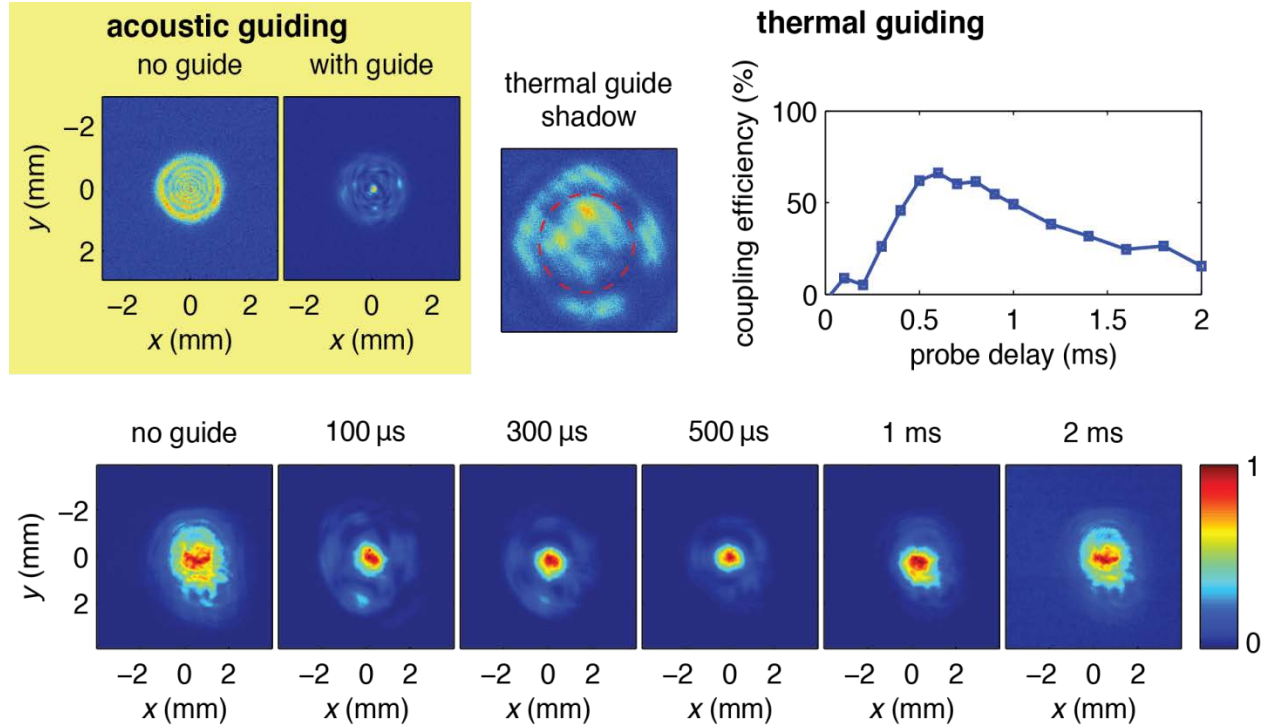 acoustic guiding
no guide
with guide
−2
0
2
y (mm)
−2 0 2
−2 0 2
x (mm)
x (mm)
thermal guide
shadow
thermal guiding
coupling efficiency (%)
100
50
0
0 0.5 1 1.5 2
probe delay (ms)
no guide
100 µs
300 µs
500 µs
1 ms
2 ms
y (mm)
−2
0
2
−2 0 2
−2 0 2
−2 0 2
−2 0 2
−2 0 2
−2 0 2
x (mm)
x (mm)
x (mm)
x (mm)
x (mm)
x (mm)
1
0